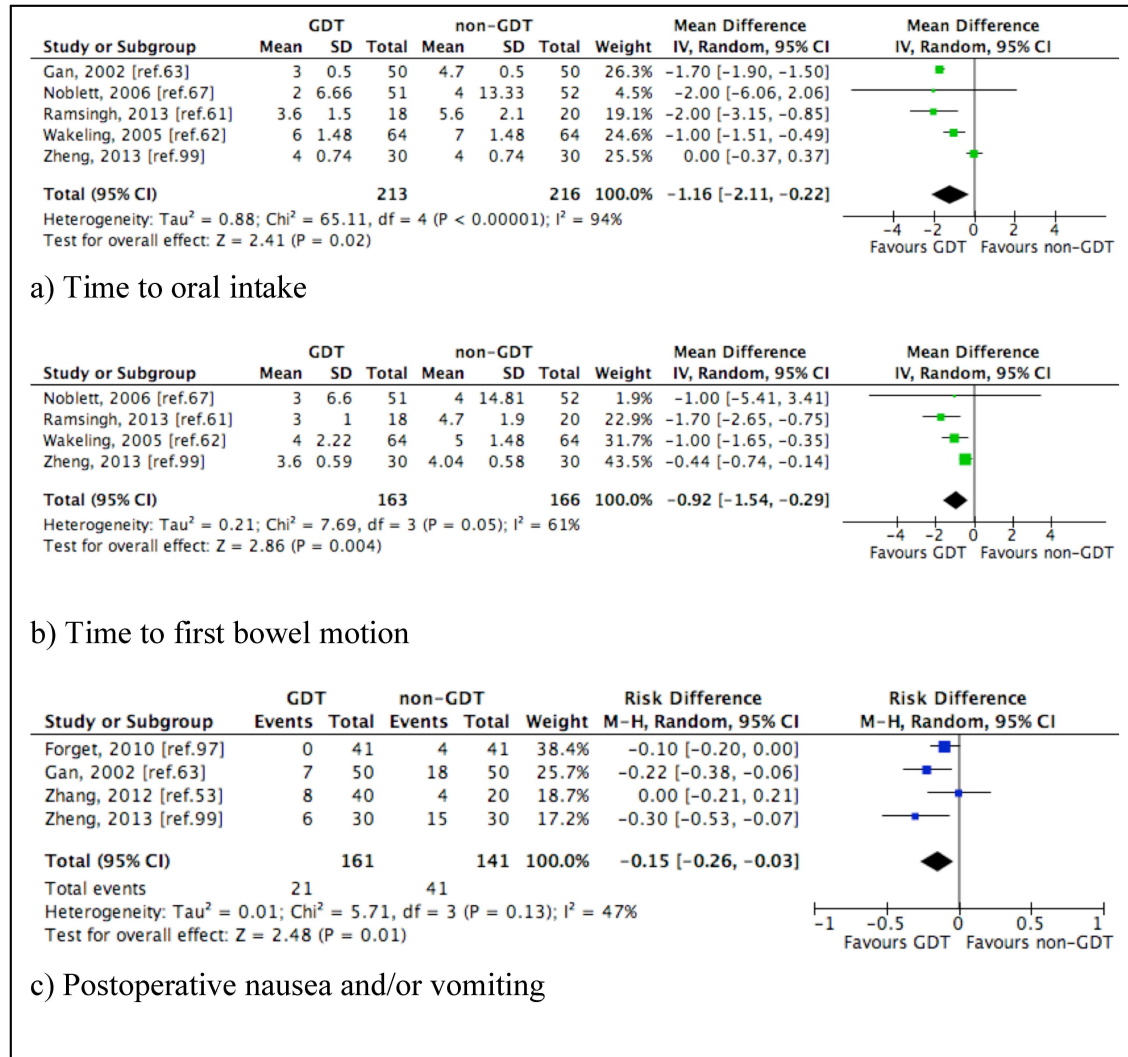 GDT non-GDT Mean Difference Mean Difference
Study or Subgroup Mean SD Total Mean SD Total Weight IV, Random, 95% CI IV, Random, 95% CI
Gan, 2002 [ref.63] 3 0.5 50 4.7 0.5 50 26.3% -1.70 [-1.90, -1.50]
Noblett, 2006 [ref.67] 2 6.66 51 4 13.33 52 4.5% -2.00 [-6.06, 2.06]
Ramsingh, 2013 [ref.61] 3.6 1.5 18 5.6 2.1 20 19.1% -2.00 [-3.15, -0.85]
Wakeling, 2005 [ref.62] 6 1.48 64 7 1.48 64 24.6% -1.00 [-1.51, -0.49]
Zheng, 2013 [ref.99] 4 0.74 30 4 0.74 30 25.5% 0.00 [-0.37, 0.37]
Total (95% CI) 213 216 100.0% -1.16 [-2.11, -0.22]
Heterogeneity: Tau² = 0.88; Chi² = 65.11, df = 4 (P < 0.00001); I² = 94%
Test for overall effect: Z = 2.41 (P = 0.02)
-4 -2 0 2 4
Favours GDT Favours non-GDT
a) Time to oral intake
GDT non-GDT Mean Difference Mean Difference
Study or Subgroup Mean SD Total Mean SD Total Weight IV, Random, 95% CI IV, Random, 95% CI
Noblett, 2006 [ref.67] 3 6.6 51 4 14.81 52 1.9% -1.00 [-5.41, 3.41]
Ramsingh, 2013 [ref.61] 3 1 18 4.7 1.9 20 22.9% -1.70 [-2.65, -0.75]
Wakeling, 2005 [ref.62] 4 2.22 64 5 1.48 64 31.7% -1.00 [-1.65, -0.35]
Zheng, 2013 [ref.99] 3.6 0.59 30 4.04 0.58 30 43.5% -0.44 [-0.74, -0.14]
Total (95% CI) 163 166 100.0% -0.92 [-1.54, -0.29]
Heterogeneity: Tau² = 0.21; Chi² = 7.69, df = 3 (P = 0.05); I² = 61%
Test for overall effect: Z = 2.86 (P = 0.004)
-4 -2 0 2 4
Favours GDT Favours non-GDT
b) Time to first bowel motion
GDT non-GDT Risk Difference Risk Difference
Study or Subgroup Events Total Events Total Weight M-H, Random, 95% CI M-H, Random, 95% CI
Forget, 2010 [ref.97] 0 41 4 41 38.4% -0.10 [-0.20, 0.00]
Gan, 2002 [ref.63] 7 50 18 50 25.7% -0.22 [-0.38, -0.06]
Zhang, 2012 [ref.53] 8 40 4 20 18.7% 0.00 [-0.21, 0.21]
Zheng, 2013 [ref.99] 6 30 15 30 17.2% -0.30 [-0.53, -0.07]
Total (95% CI) 161 141 100.0% -0.15 [-0.26, -0.03]
Total events 21 41
Heterogeneity: Tau² = 0.01; Chi² = 5.71, df = 3 (P = 0.13); I² = 47%
Test for overall effect: Z = 2.48 (P = 0.01)
-1 -0.5 0 0.5 1
Favours GDT Favours non-GDT
c) Postoperative nausea and/or vomiting